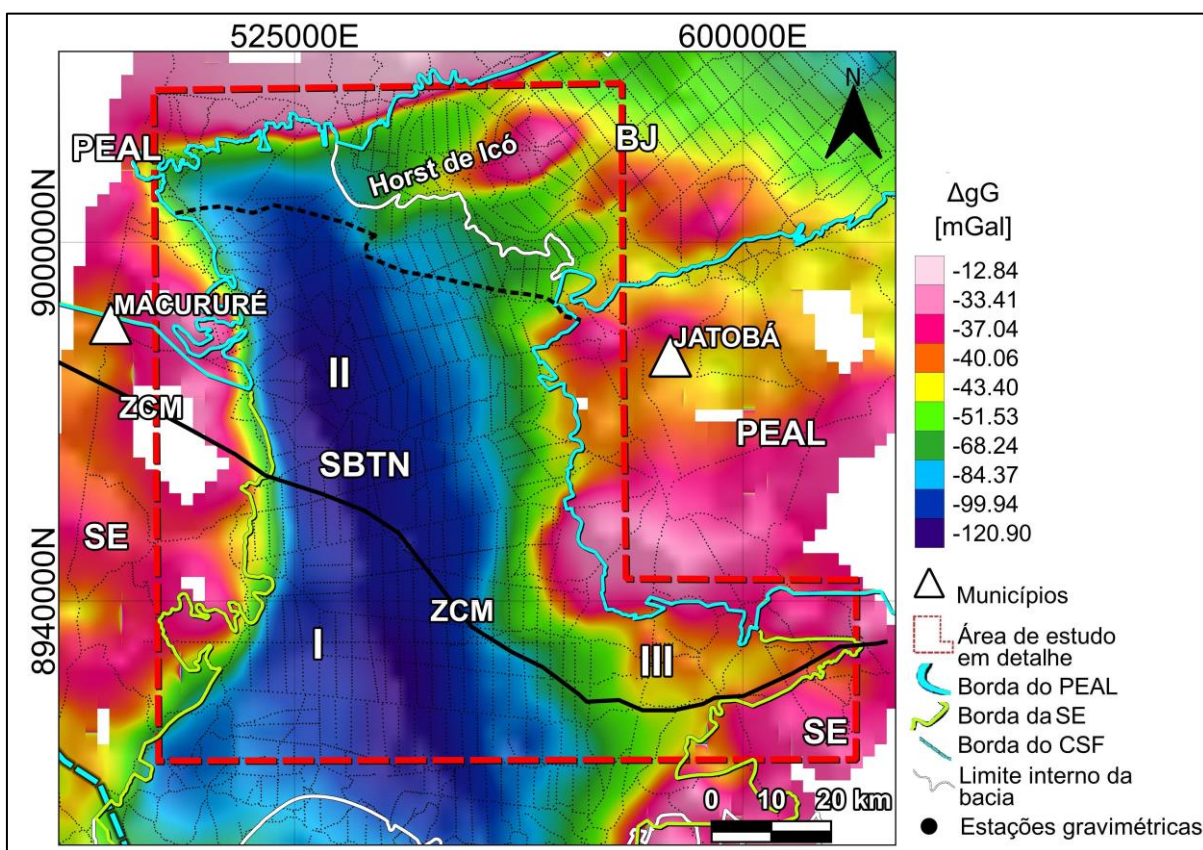 525000E 600000E
N
PEAL
BJ
Horst de Icó
9000000N
MACURURÉ
JATOBÁ
II
ZCM
PEAL
SBTN
SE
ZCM
8940000N
I
III
SE
0 10 20 km
ΔgG
[mGal]
-12.84
-33.41
-37.04
-40.06
-43.40
-51.53
-68.24
-84.37
-99.94
-120.90
Municípios
Área de estudo
em detalhe
Borda do PEAL
Borda da SE
Borda do CSF
Limite interno da
bacia
Estações gravimétricas